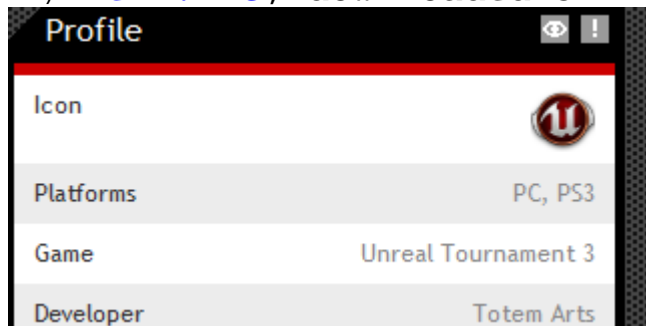 Profile
Icon
Platforms PC, PS3
Game Unreal Tournament 3
Developer Totem Arts